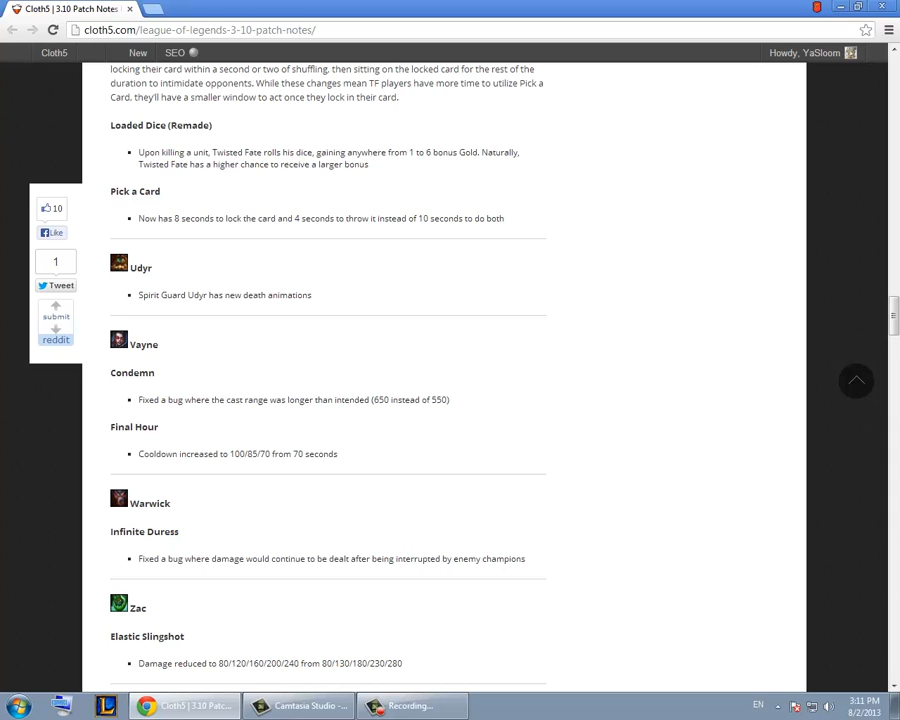 Cloth5 | 3.10 Patch Notes
cloth5.com/league-of-legends-3-10-patch-notes/
Cloth5 New SEO Howdy, YaSloom
locking their card within a second or two of shuffling, then sitting on the locked card for the rest of the
duration to intimidate opponents. While these changes mean TF players have more time to utilize Pick a
Card, they'll have a smaller window to act once they lock in their card.
Loaded Dice (Remade)
Upon killing a unit, Twisted Fate rolls his dice, gaining anywhere from 1 to 6 bonus Gold. Naturally,
Twisted Fate has a higher chance to receive a larger bonus
Pick a Card
Now has 8 seconds to lock the card and 4 seconds to throw it instead of 10 seconds to do both
10
Like
1
Tweet
submit
reddit
Udyr
Spirit Guard Udyr has new death animations
Vayne
Condemn
Fixed a bug where the cast range was longer than intended (650 instead of 550)
Final Hour
Cooldown increased to 100/85/70 from 70 seconds
Warwick
Infinite Duress
Fixed a bug where damage would continue to be dealt after being interrupted by enemy champions
Zac
Elastic Slingshot
Damage reduced to 80/120/160/200/240 from 80/130/180/230/280
Cloth5 | 3.10 Patc... Camtasia Studio -... Recording... EN 3:11 PM
8/2/2013